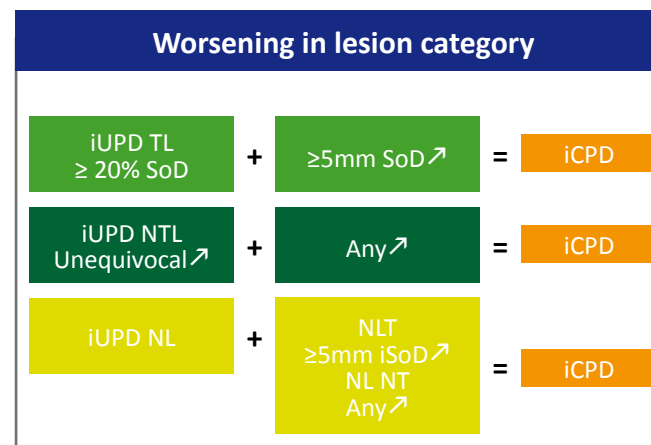 Worsening in lesion category
iUPD TL
≥ 20% SoD
+
≥5mm SoD↗
=
iCPD
iUPD NTL
Unequivocal↗
+
Any↗
=
iCPD
iUPD NL
+
NLT
≥5mm iSoD↗
NL NT
Any↗
=
iCPD